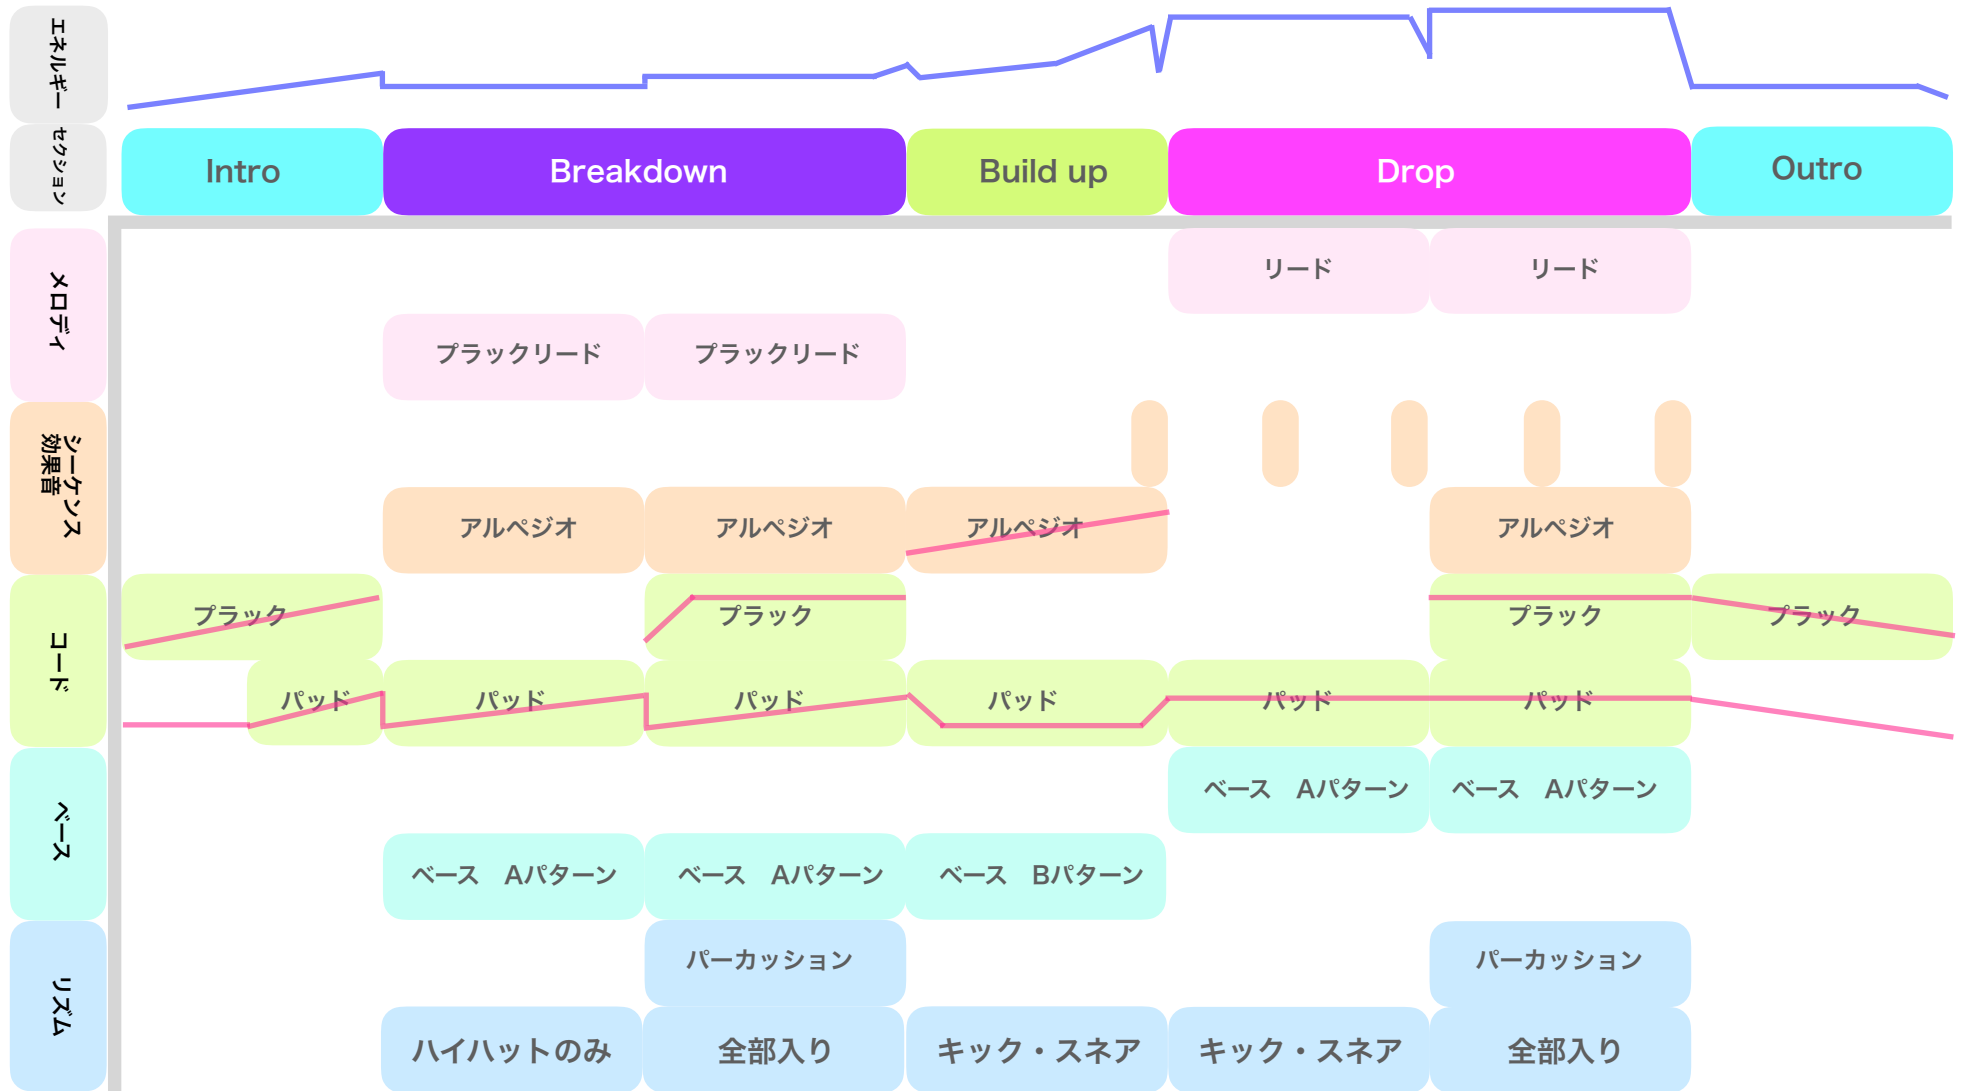 エネルギー
セクション
Intro
Breakdown
Build up
Drop
Outro
メロディ
リード
リード
プラックリード
プラックリード
シーケンス
効果音
アルペジオ
アルペジオ
アルペジオ
アルペジオ
コード
プラック
プラック
プラック
プラック
パッド
パッド
パッド
パッド
パッド
パッド
ベース
ベース　Aパターン
ベース　Aパターン
ベース　Aパターン
ベース　Aパターン
ベース　Bパターン
リズム
パーカッション
パーカッション
ハイハットのみ
全部入り
キック・スネア
キック・スネア
全部入り